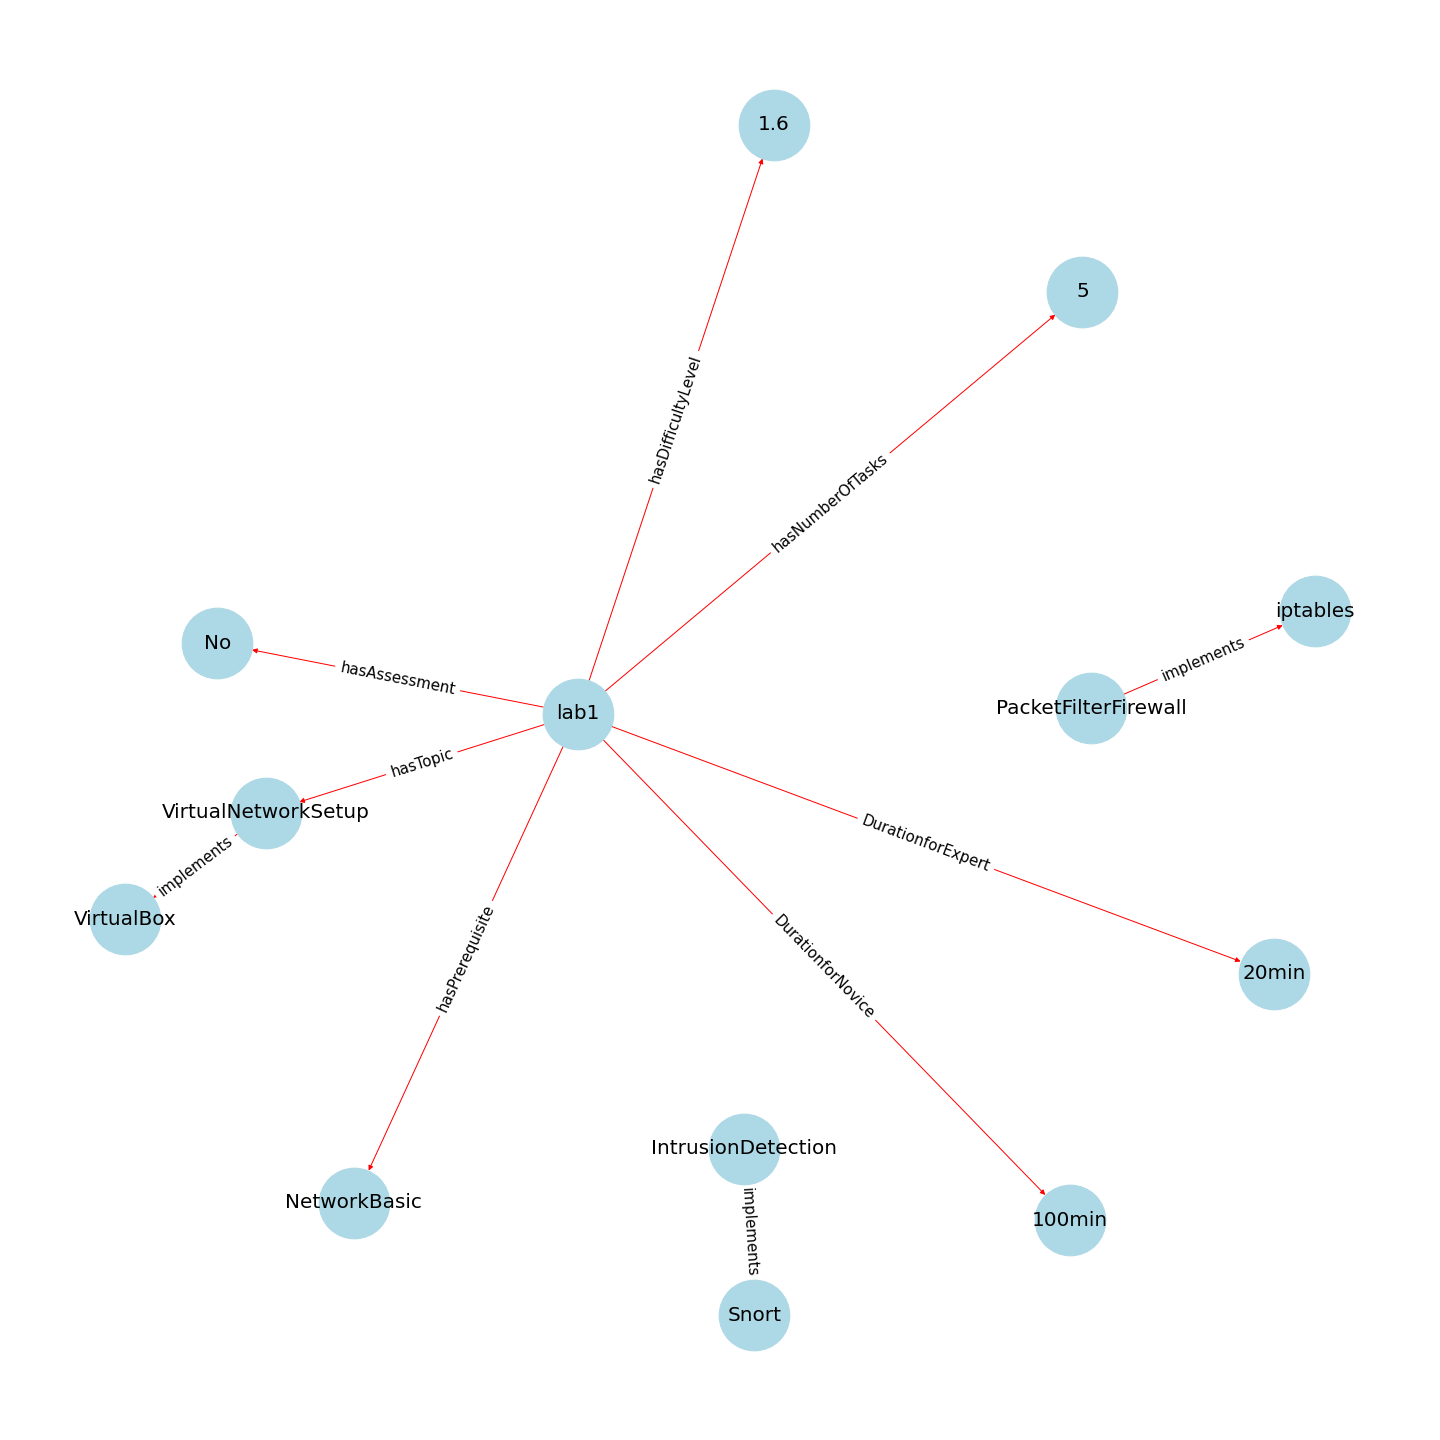 1.6
5
hasDifficultyLevel
hasNumberOfTasks
iptables
No
implements
hasAssessment
PacketFilterFirewall
lab1
hasTopic
VirtualNetworkSetup
DurationforExpert
implements
VirtualBox
hasPrerequisite
DurationforNovice
20min
IntrusionDetection
NetworkBasic
100min
implements
Snort